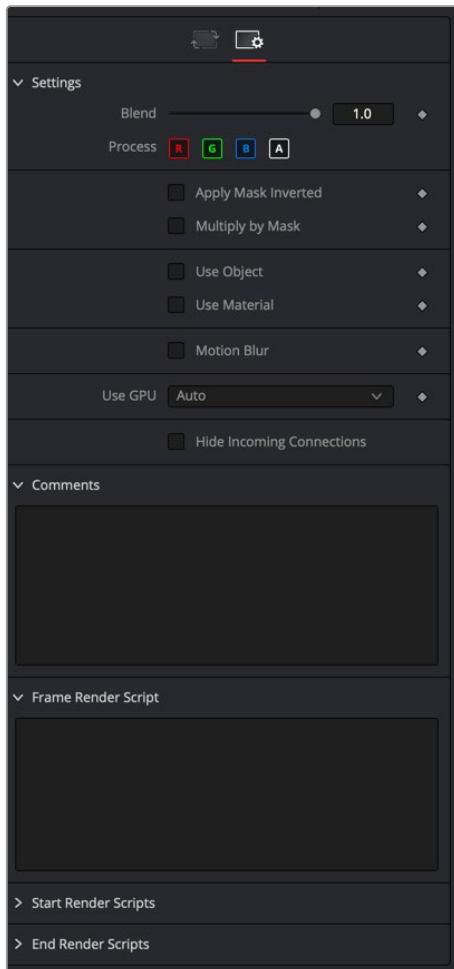 Settings
Blend 1.0
Process R G B A
Apply Mask Inverted
Multiply by Mask
Use Object
Use Material
Motion Blur
Use GPU Auto
Hide Incoming Connections
Comments
Frame Render Script
Start Render Scripts
End Render Scripts